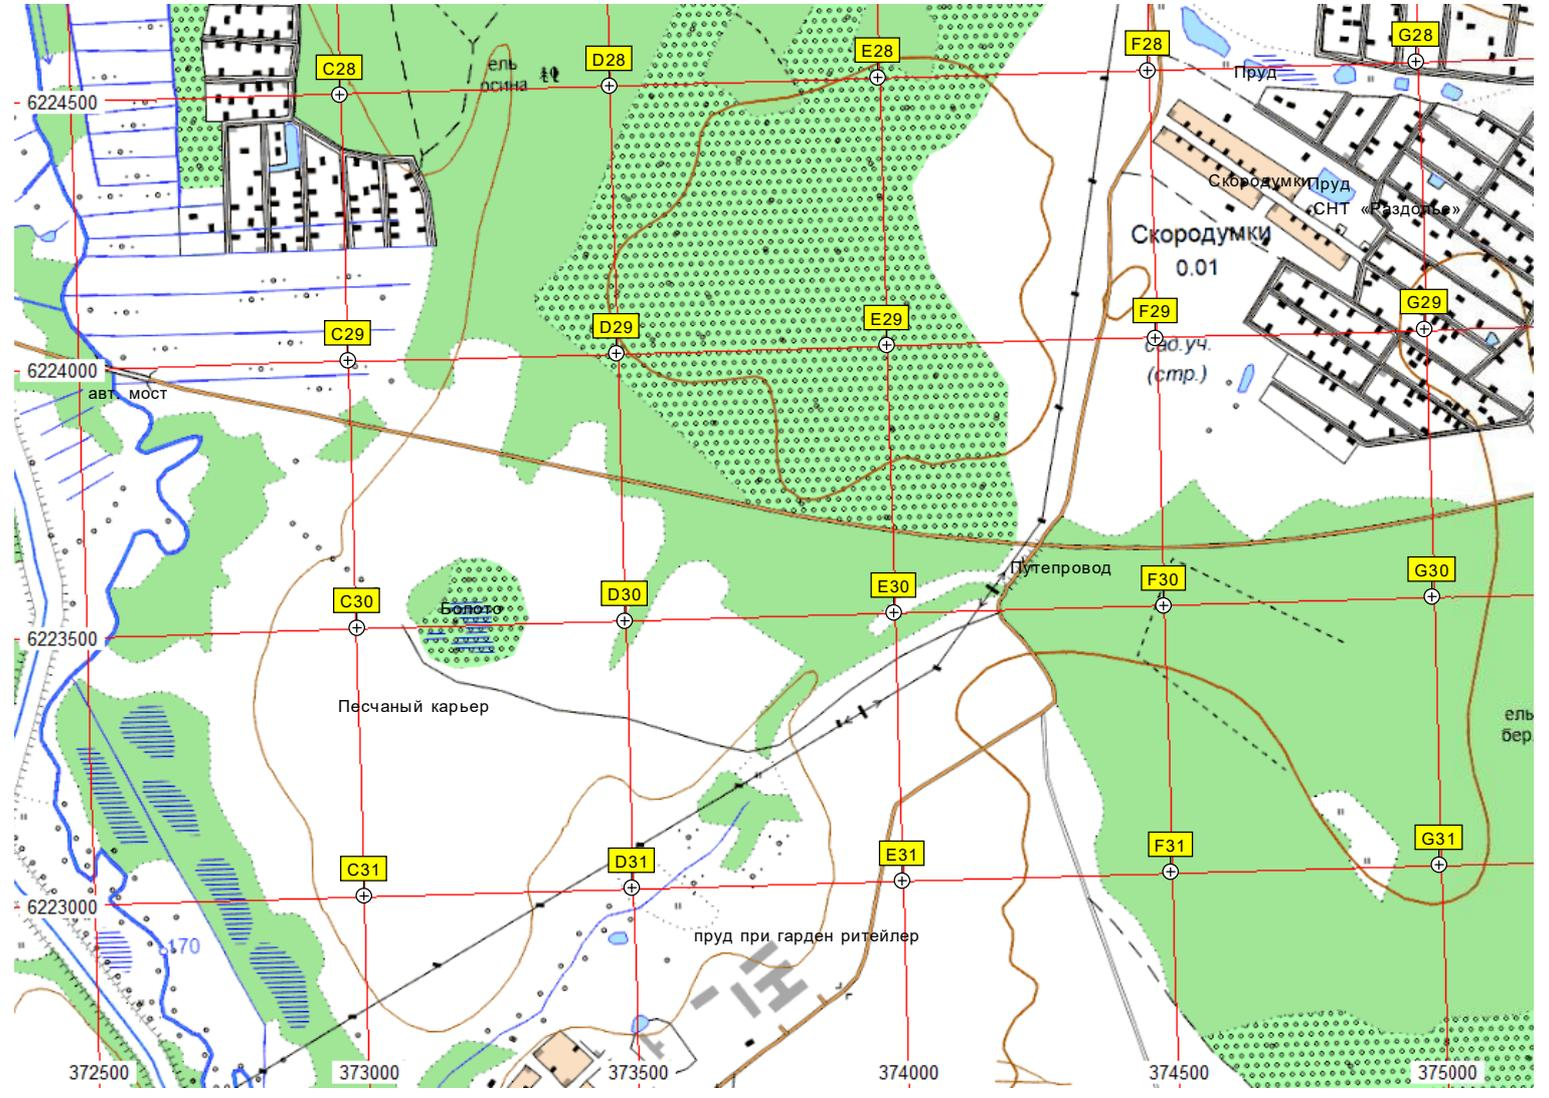 C28
D28
E28
F28
G28
ель
осина
Пруд
6224500
Скородумки
Пруд
СНТ «Раздолье»
Скородумки
0.01
C29
D29
E29
F29
G29
сад.уч.
(стр.)
6224000
авт. мост
Путепровод
C30
D30
E30
F30
G30
Болото
6223500
Песчаный карьер
ель
бер.
C31
D31
E31
F31
G31
6223000
170
пруд при гарден ритейлер
372500
373000
373500
374000
374500
375000